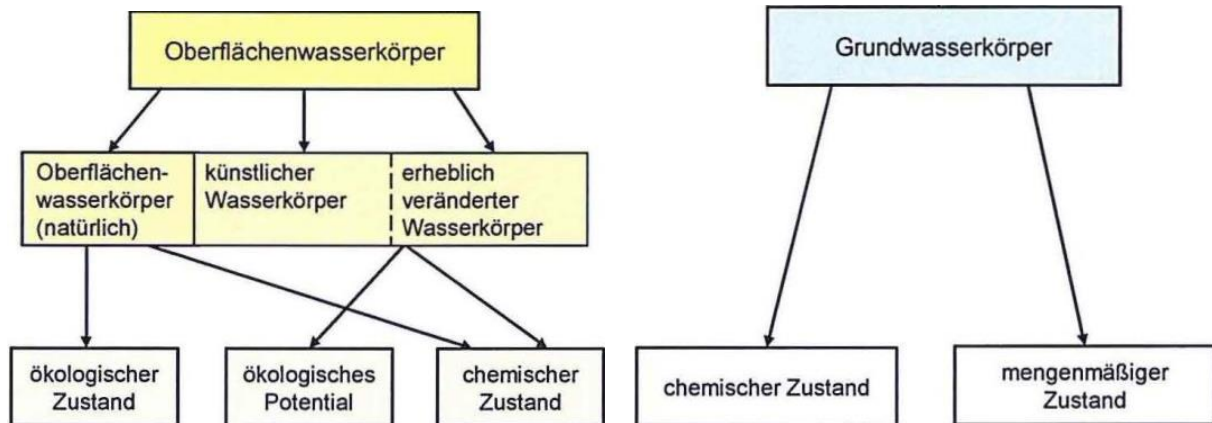 Oberflächenwasserkörper
Grundwasserkörper
Oberflächen-
wasserkörper
(natürlich)
künstlicher
Wasserkörper
erheblich
veränderter
Wasserkörper
ökologischer
Zustand
ökologisches
Potential
chemischer
Zustand
chemischer Zustand
mengenmäßiger
Zustand